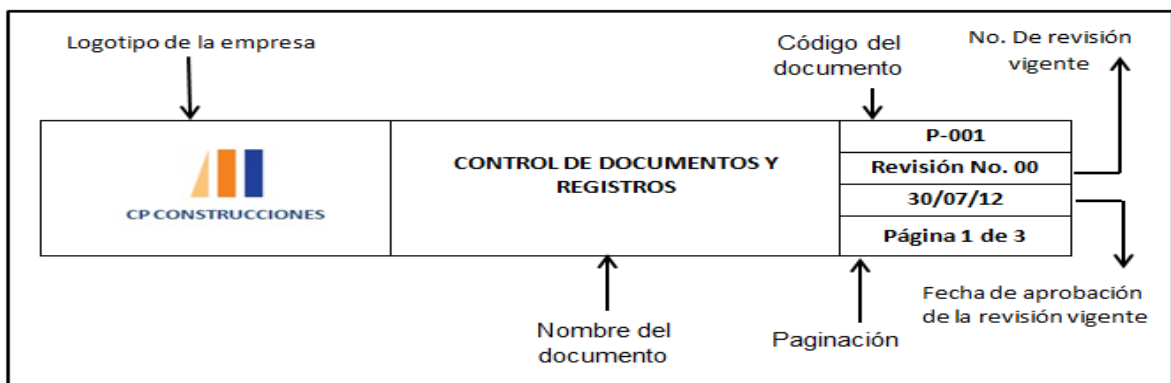 Logotipo de la empresa
Código del
documento
No. De revisión
vigente
CP CONSTRUCCIONES
CONTROL DE DOCUMENTOS Y
REGISTROS
P-001
Revisión No. 00
30/07/12
Página 1 de 3
Nombre del
documento
Paginación
Fecha de aprobación
de la revisión vigente